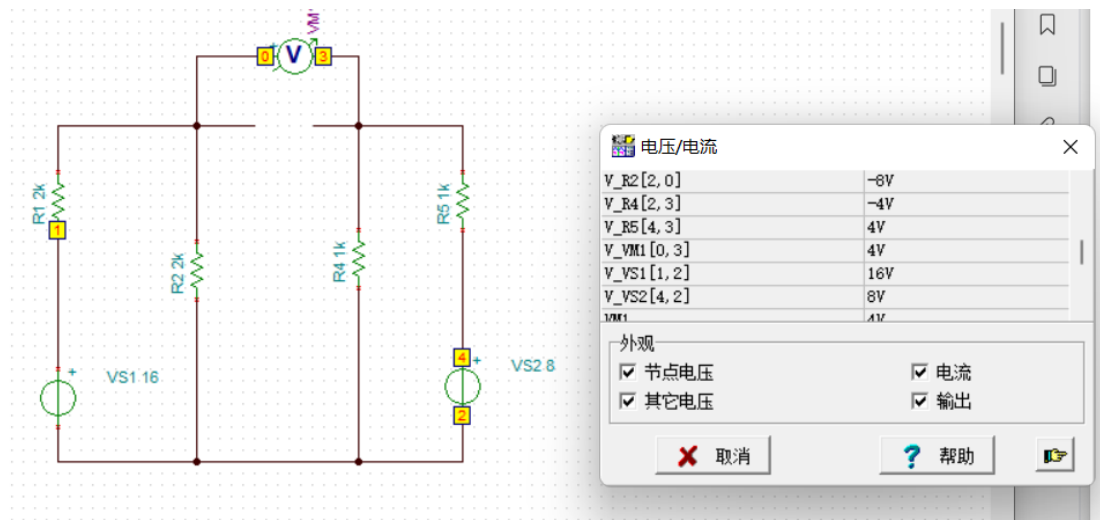 VM
0
V
3
R1 2k
1
R2 2k
R4 1k
R5 1k
VS1 16
+
4
+
2
VS2 8
电压/电流
V_R2[2,0] -8V
V_R4[2,3] -4V
V_R5[4,3] 4V
V_VM1[0,3] 4V
V_VS1[1,2] 16V
V_VS2[4,2] 8V
VM1 4V
外观
节点电压 电流
其它电压 输出
取消 帮助